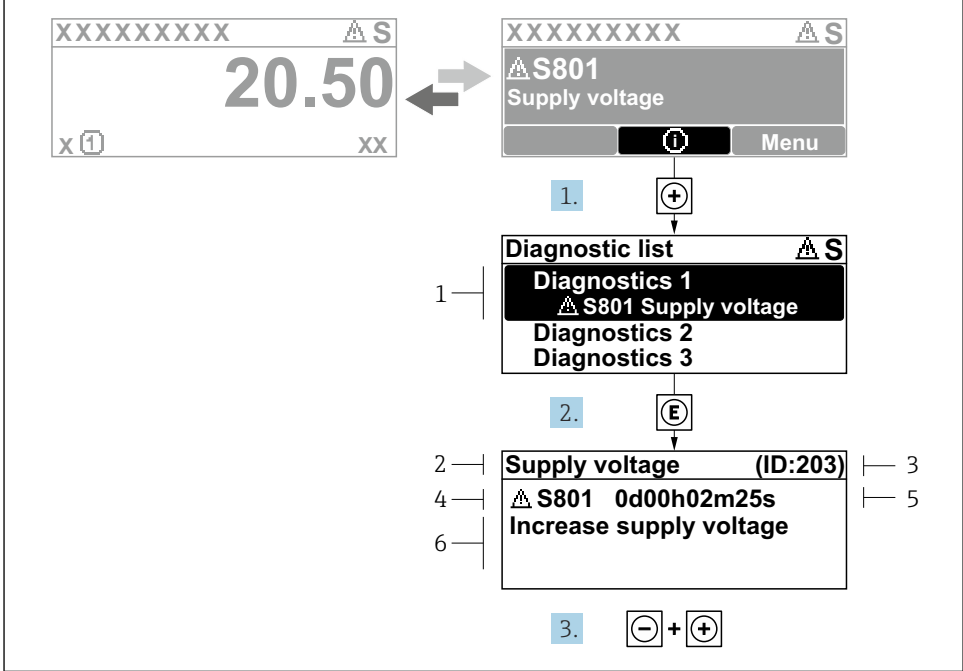 XXXXXXXXX ⚠ S
20.50
x ① XX
XXXXXXXXX ⚠ S
⚠ S801
Supply voltage
ⓘ Menu
1. +
Diagnostic list ⚠ S
1
Diagnostics 1
⚠ S801 Supply voltage
Diagnostics 2
Diagnostics 3
2. E
2 Supply voltage (ID:203) 3
4 ⚠ S801 0d00h02m25s 5
6 Increase supply voltage
3. − + +